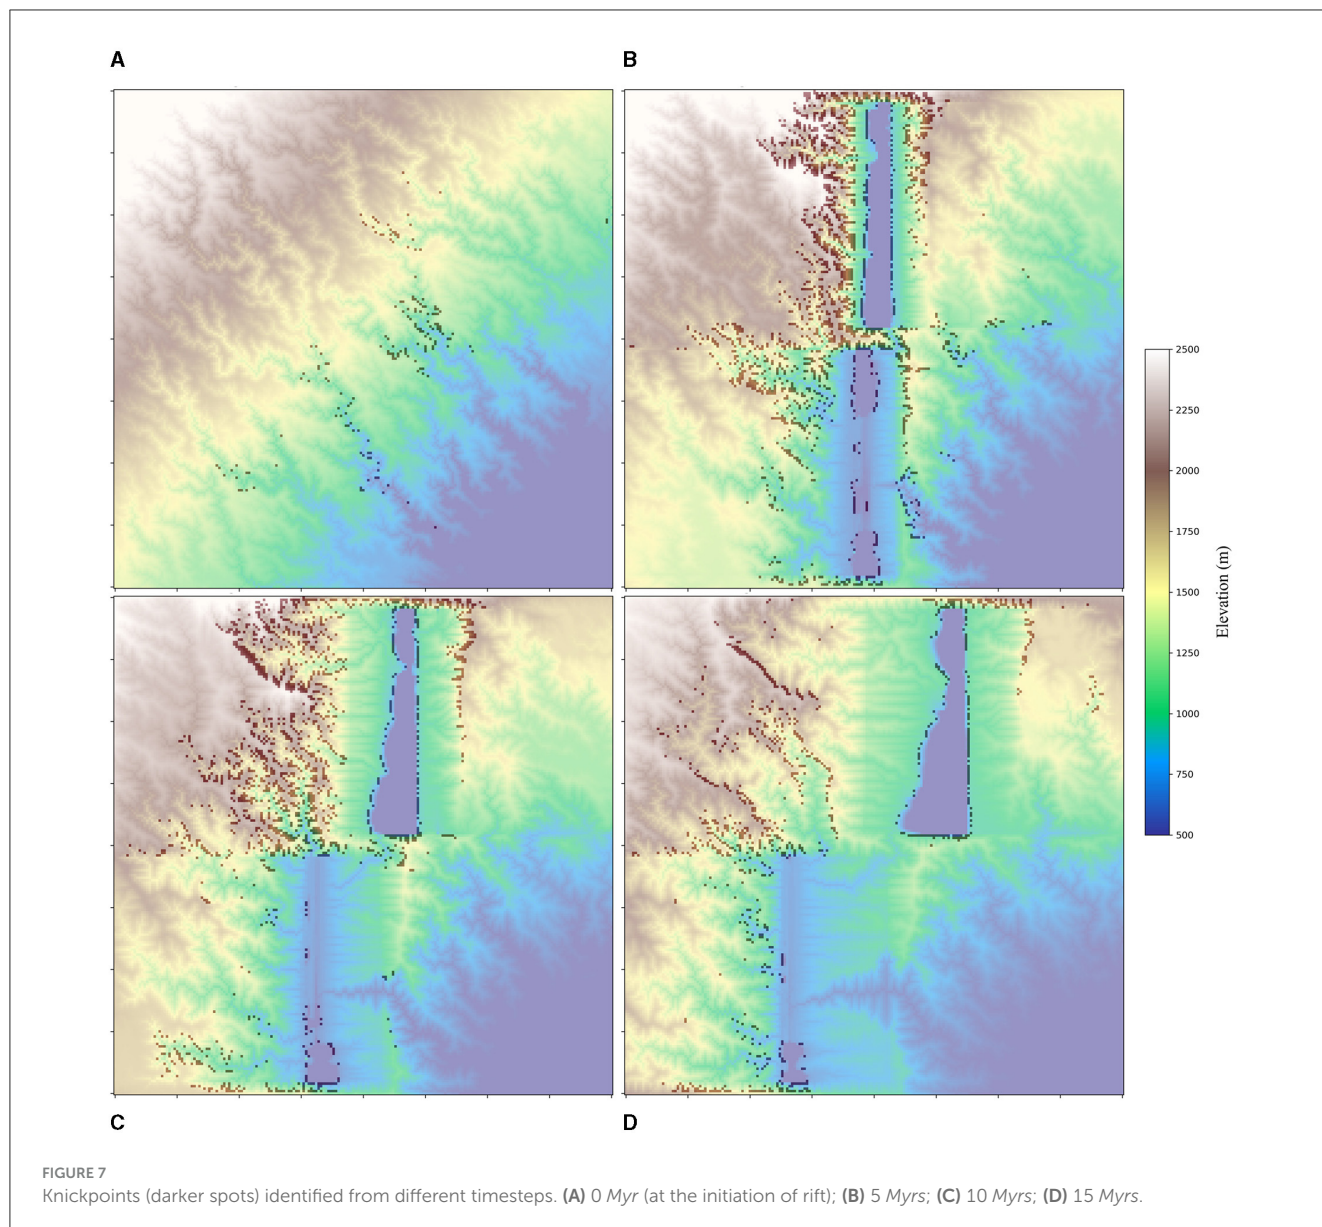 A
B
2500
2250
2000
1750
1500
1250
1000
750
500
Elevation (m)
C
D
FIGURE 7
Knickpoints (darker spots) identified from different timesteps. (A) 0 Myr (at the initiation of rift); (B) 5 Myrs; (C) 10 Myrs; (D) 15 Myrs.